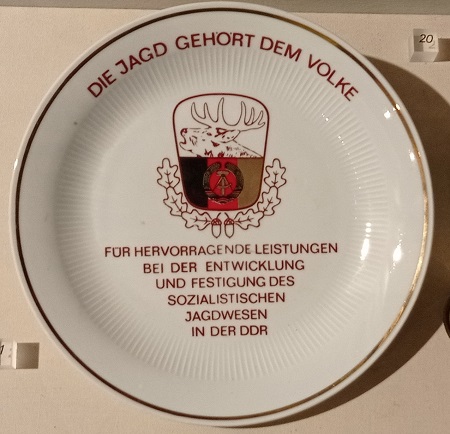 DIE JAGD GEHÖRT DEM VOLKE
FÜR HERVORRAGENDE LEISTUNGEN
BEI DER ENTWICKLUNG
UND FESTIGUNG DES
SOZIALISTISCHEN
JAGDWESEN
IN DER DDR
20
1